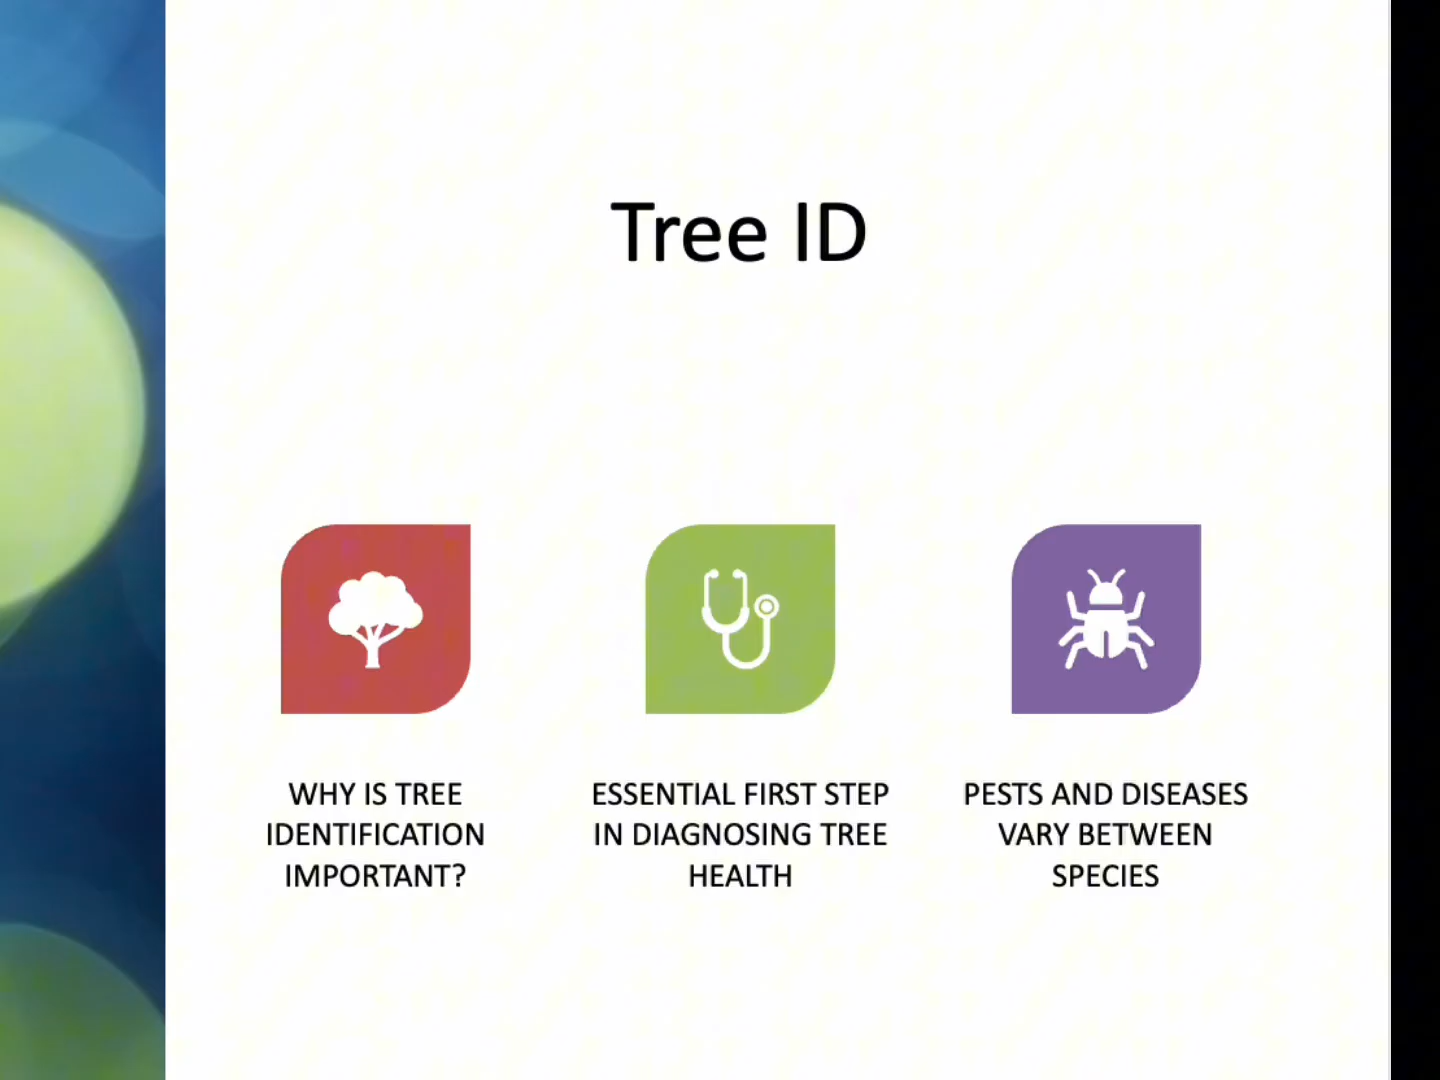 Tree ID
WHY IS TREE
IDENTIFICATION
IMPORTANT?
ESSENTIAL FIRST STEP
IN DIAGNOSING TREE
HEALTH
PESTS AND DISEASES
VARY BETWEEN
SPECIES